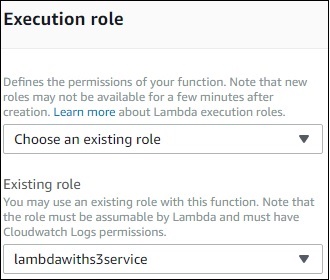 Execution role
Defines the permissions of your function. Note that new
roles may not be available for a few minutes after
creation. Learn more about Lambda execution roles.
Choose an existing role
Existing role
You may use an existing role with this function. Note that
the role must be assumable by Lambda and must have
Cloudwatch Logs permissions.
lambdawiths3service